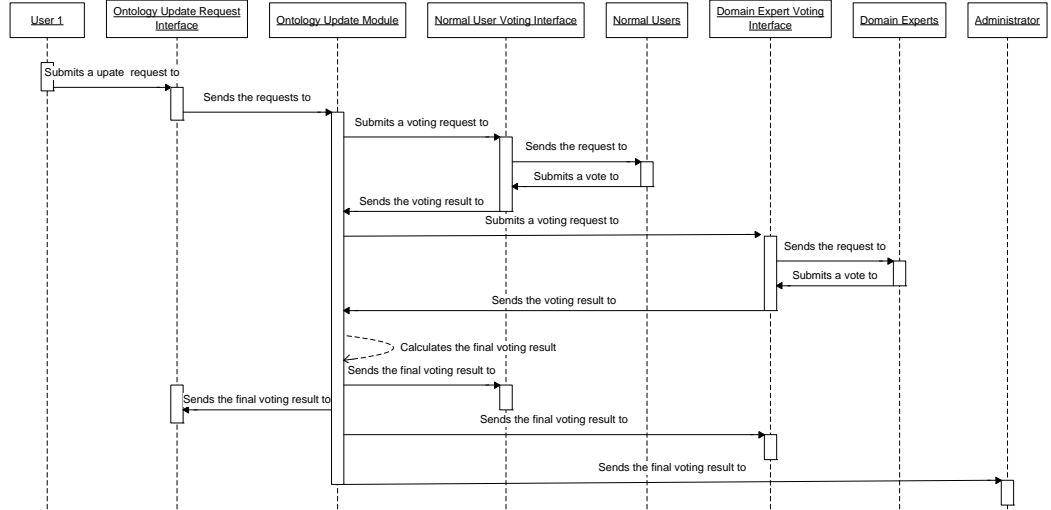 User 1
Ontology Update Request
Interface
Ontology Update Module
Normal User Voting Interface
Normal Users
Domain Expert Voting
Interface
Domain Experts
Administrator
Submits a upate request to
Sends the requests to
Submits a voting request to
Sends the request to
Submits a vote to
Sends the voting result to
Submits a voting request to
Sends the request to
Submits a vote to
Sends the voting result to
Calculates the final voting result
Sends the final voting result to
Sends the final voting result to
Sends the final voting result to
Sends the final voting result to